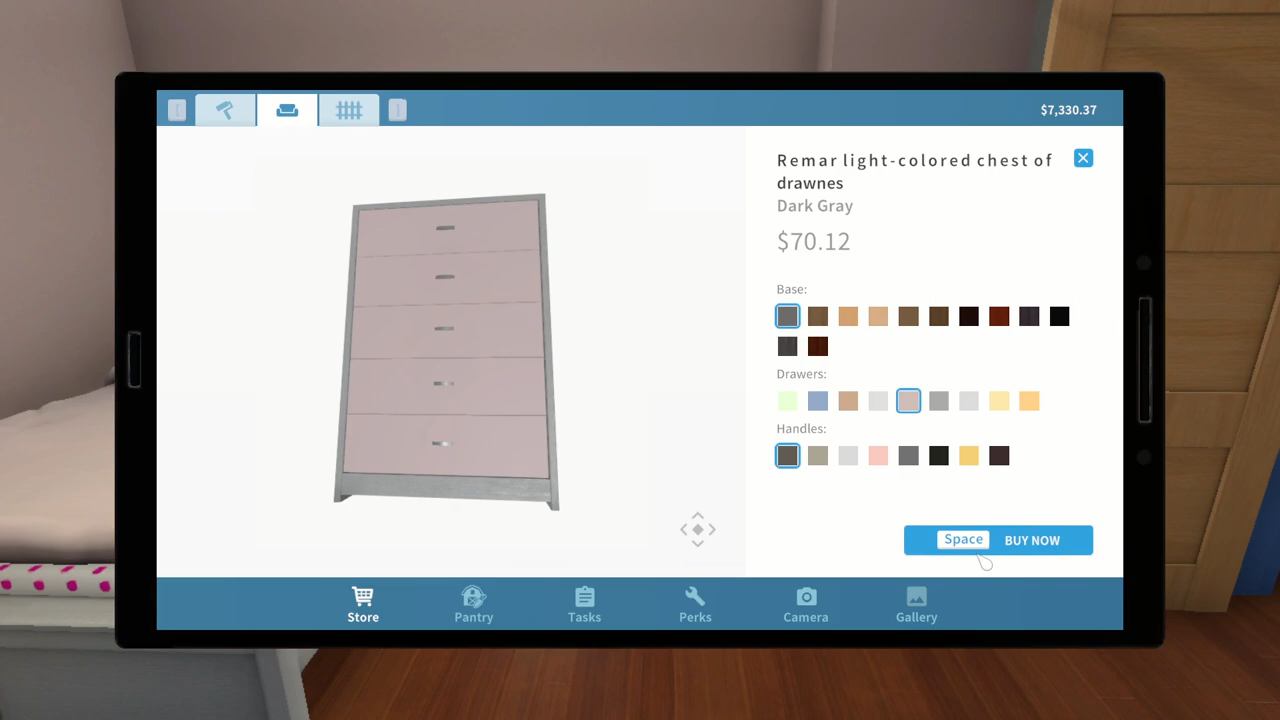 $7,330.37
Remar light-colored chest of
drawnes
Dark Gray
$70.12
Base:
Drawers:
Handles:
Space BUY NOW
Store Pantry Tasks Perks Camera Gallery